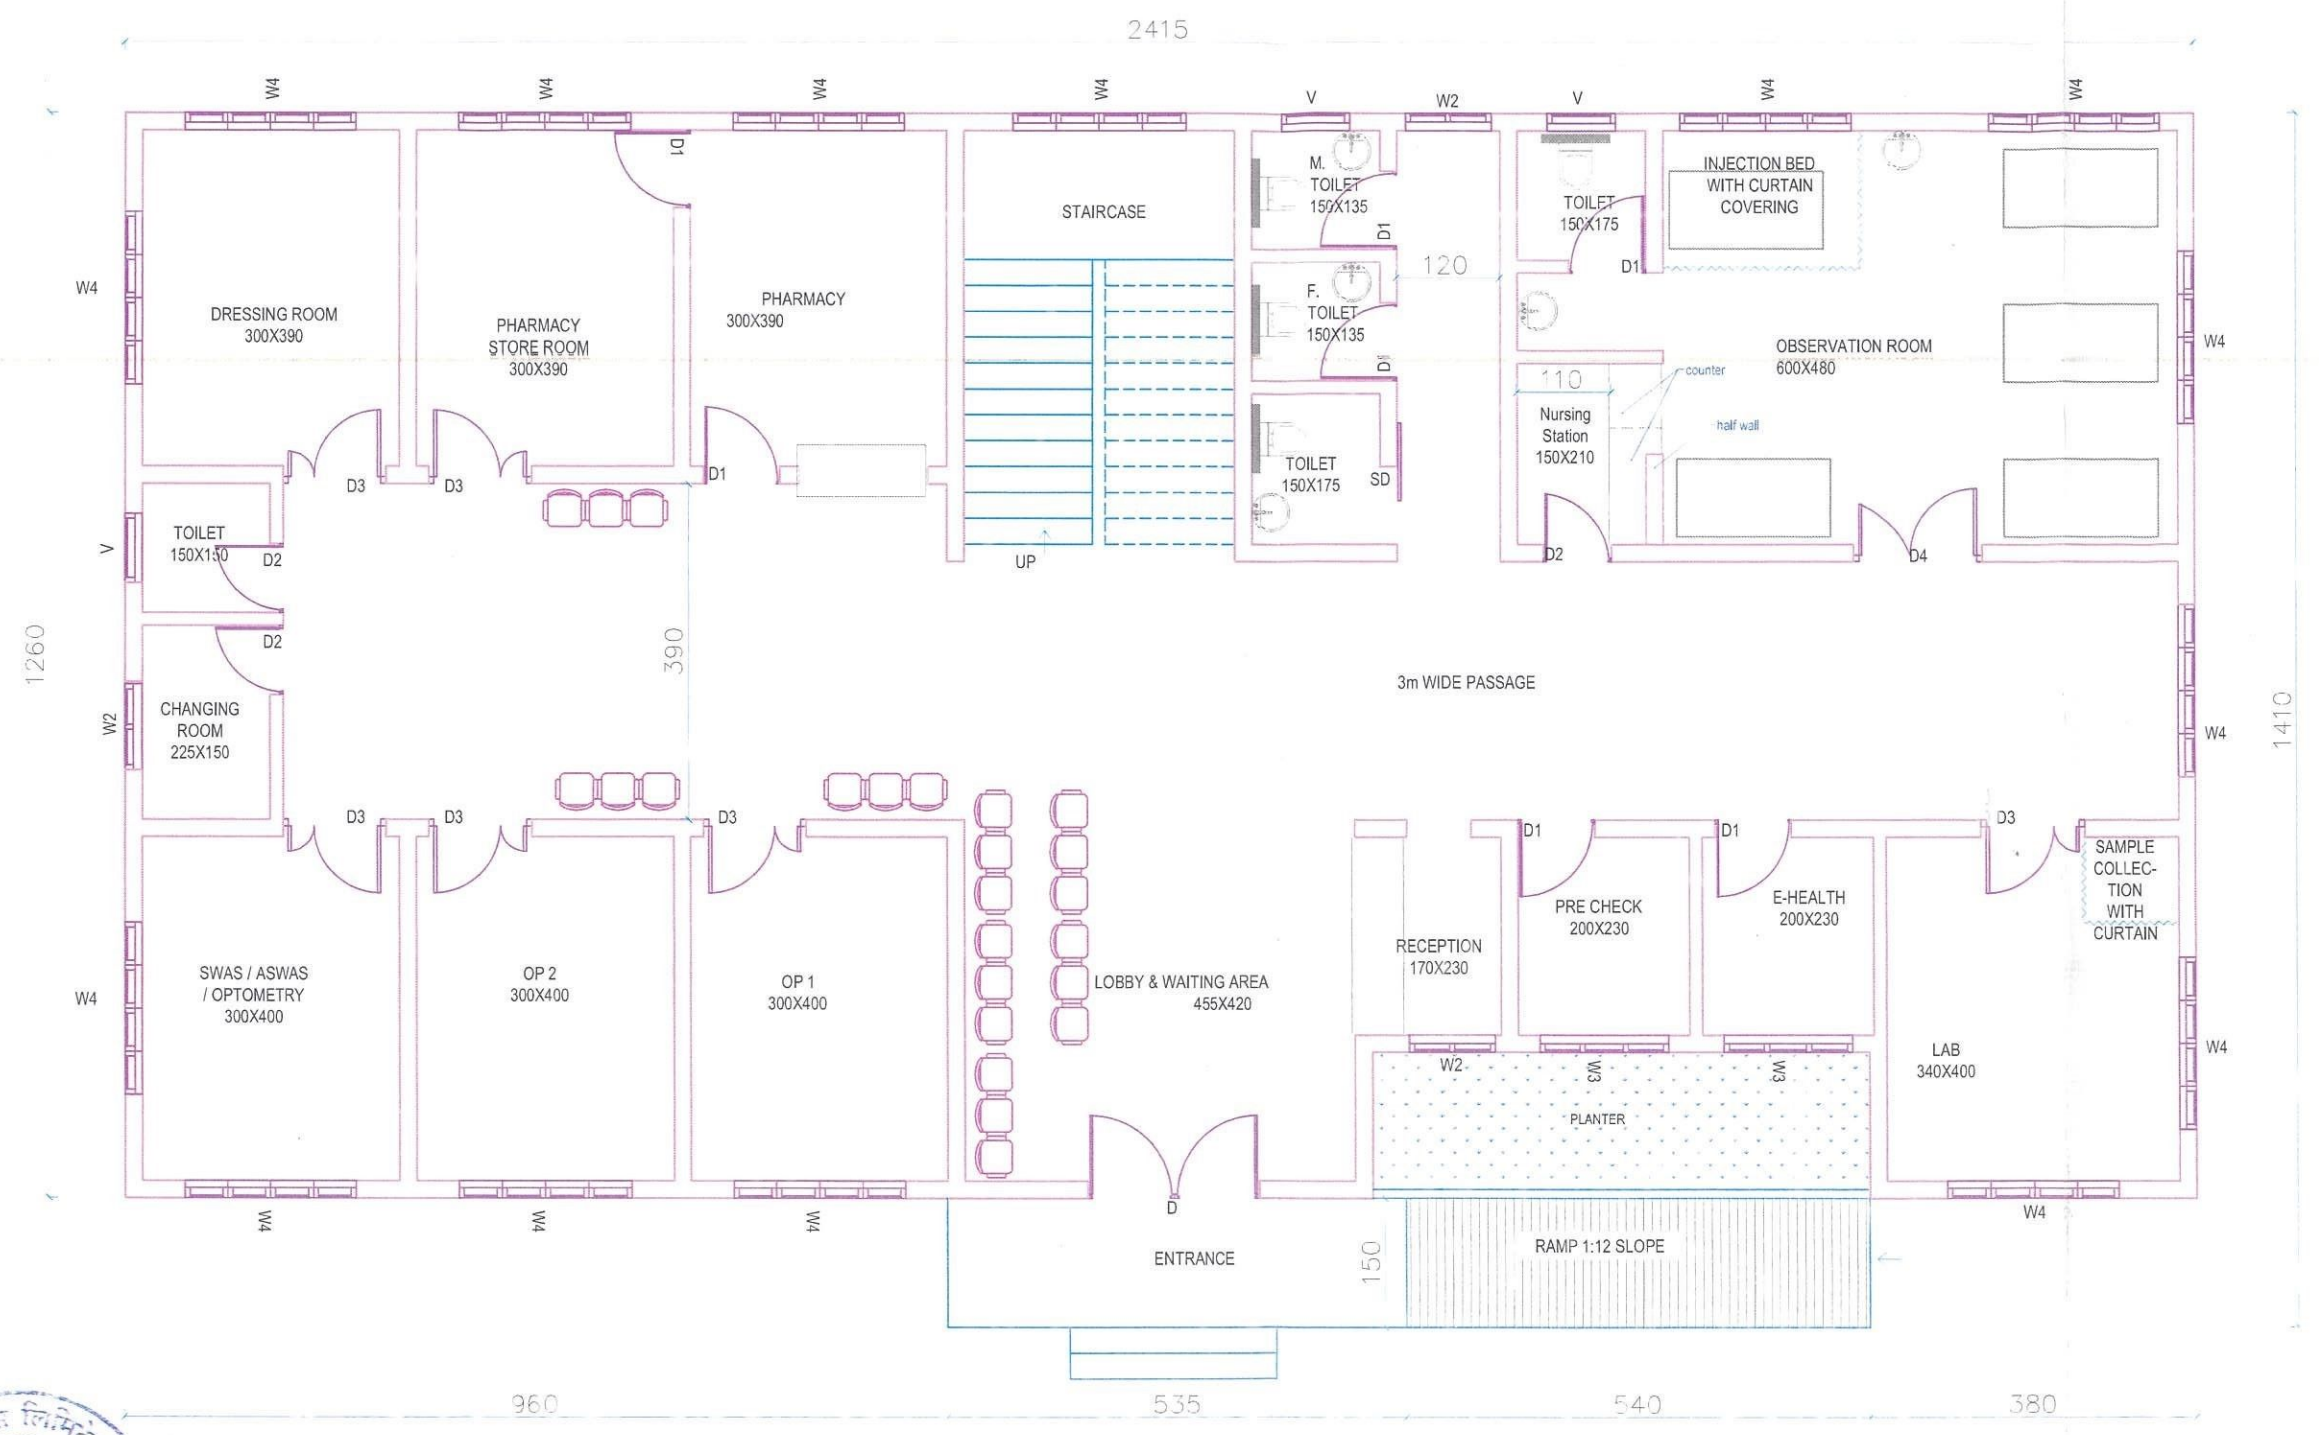 2415
W4
W4
W4
W4
V
W2
V
W4
W4
D1
M.
TOILET
150X135
D1
INJECTION BED
WITH CURTAIN
COVERING
STAIRCASE
TOILET
150X175
D1
120
W4
DRESSING ROOM
300X390
PHARMACY
STORE ROOM
300X390
PHARMACY
300X390
F.
TOILET
150X135
D1
OBSERVATION ROOM
600X480
W4
110
counter
Nursing
Station
150X210
half wall
D3
D3
D1
TOILET
150X175
SD
V
TOILET
150X150
D2
UP
D2
D4
1260
D2
390
3m WIDE PASSAGE
W2
CHANGING
ROOM
225X150
W4
1410
D3
D3
D3
D1
D1
D3
SAMPLE
COLLEC-
TION
WITH
CURTAIN
PRE CHECK
200X230
E-HEALTH
200X230
RECEPTION
170X230
W4
SWAS / ASWAS
/ OPTOMETRY
300X400
OP 2
300X400
OP 1
300X400
LOBBY & WAITING AREA
455X420
W2
W3
W3
LAB
340X400
W4
PLANTER
W4
W4
W4
D
W4
ENTRANCE
150
RAMP 1:12 SLOPE
960
535
540
380